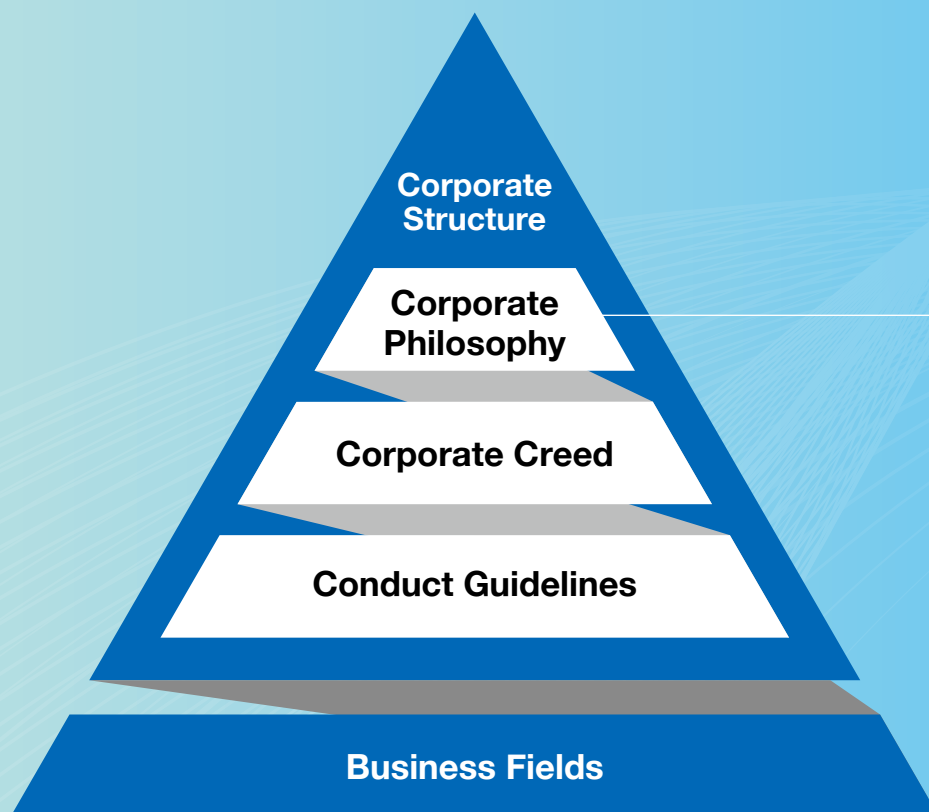 Corporate
Structure
Corporate
Philosophy
Corporate Creed
Conduct Guidelines
Business Fields